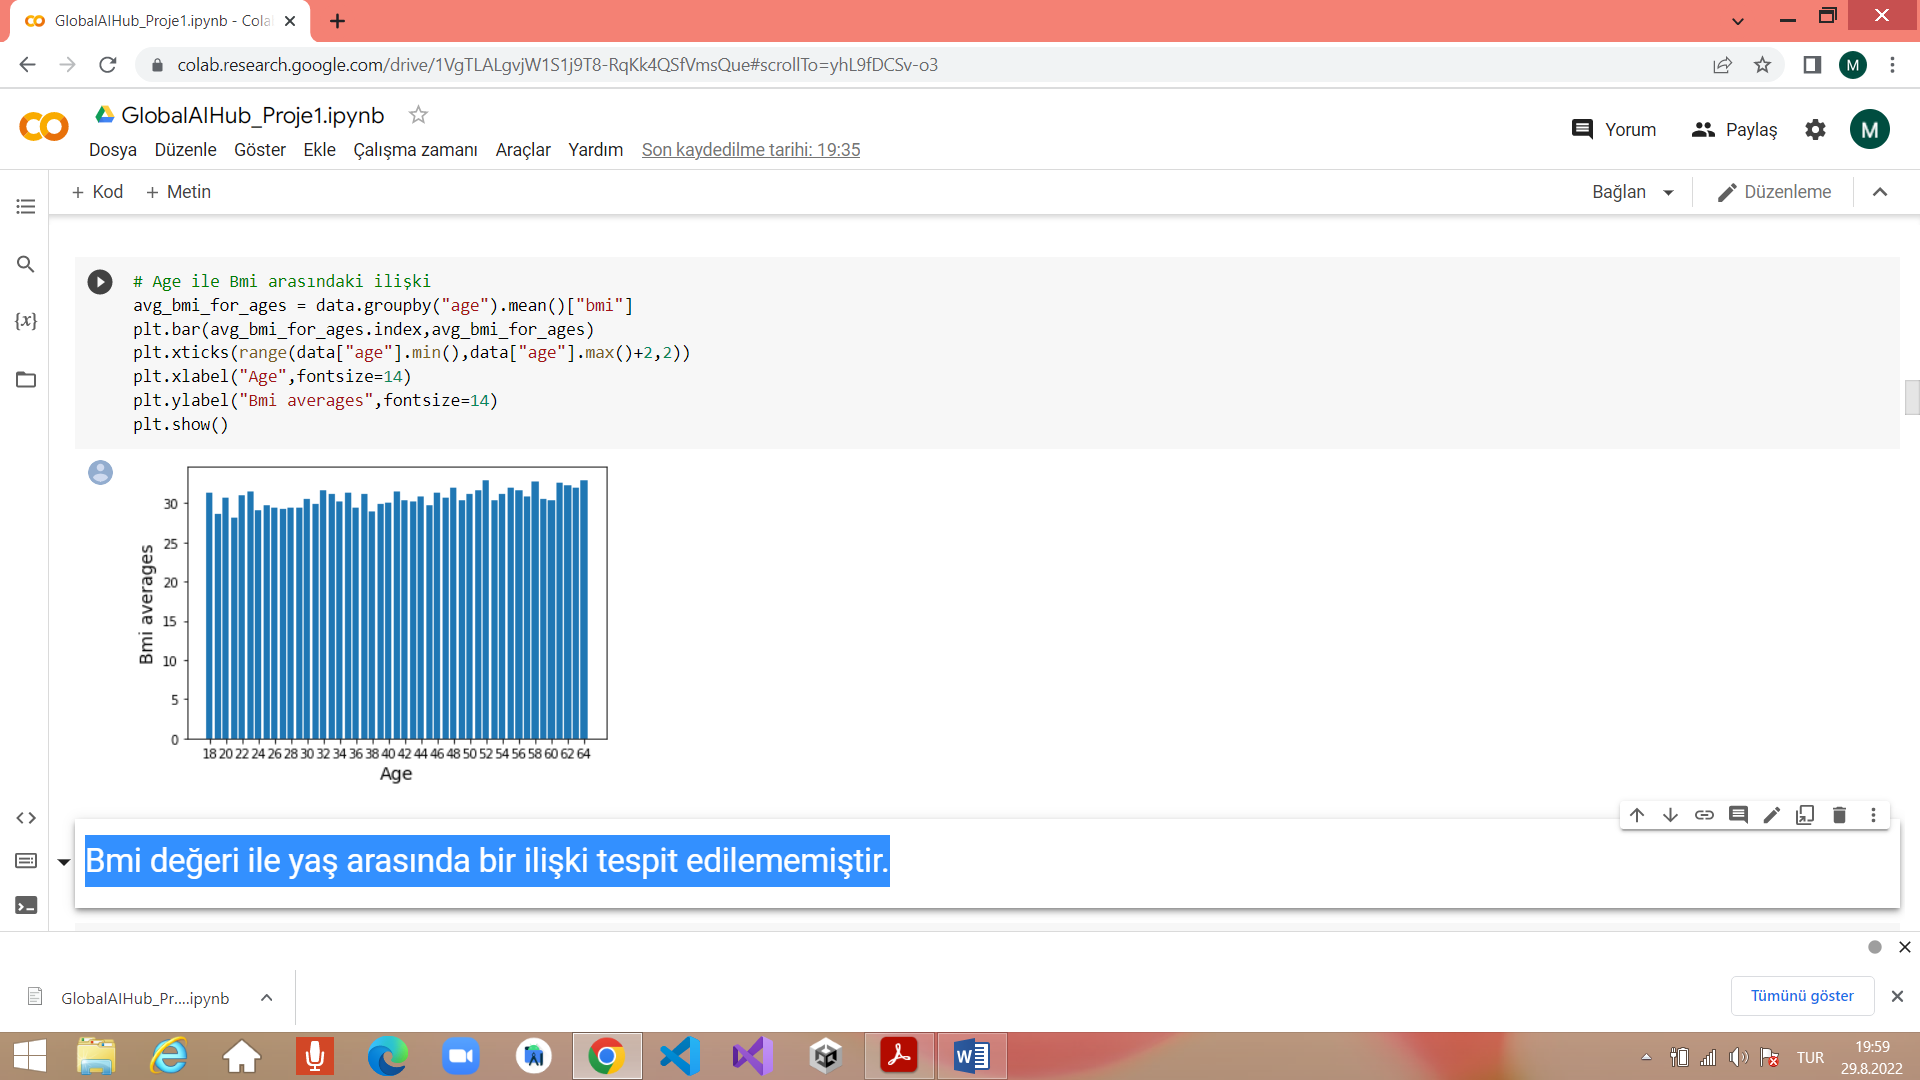 GlobalAIHub_Proje1.ipynb - Cola
colab.research.google.com/drive/1VgTLALgvjW1S1j9T8-RqKk4QSfVmsQue#scrollTo=yhL9fDCSv-o3
M
GlobalAIHub_Proje1.ipynb
Yorum
Paylaş
M
Dosya Düzenle Göster Ekle Çalışma zamanı Araçlar Yardım Son kaydedilme tarihi: 19:35
+ Kod + Metin
Bağlan
Düzenleme
{x}
# Age ile Bmi arasındaki ilişki
avg_bmi_for_ages = data.groupby("age").mean()["bmi"]
plt.bar(avg_bmi_for_ages.index,avg_bmi_for_ages)
plt.xticks(range(data["age"].min(),data["age"].max()+2,2))
plt.xlabel("Age",fontsize=14)
plt.ylabel("Bmi averages",fontsize=14)
plt.show()
30
25
20
15
10
5
0
Bmi averages
18 20 22 24 26 28 30 32 34 36 38 40 42 44 46 48 50 52 54 56 58 60 62 64
Age
Bmi değeri ile yaş arasında bir ilişki tespit edilememiştir.
GlobalAIHub_Pr....ipynb
Tümünü göster
TUR
19:59
29.8.2022